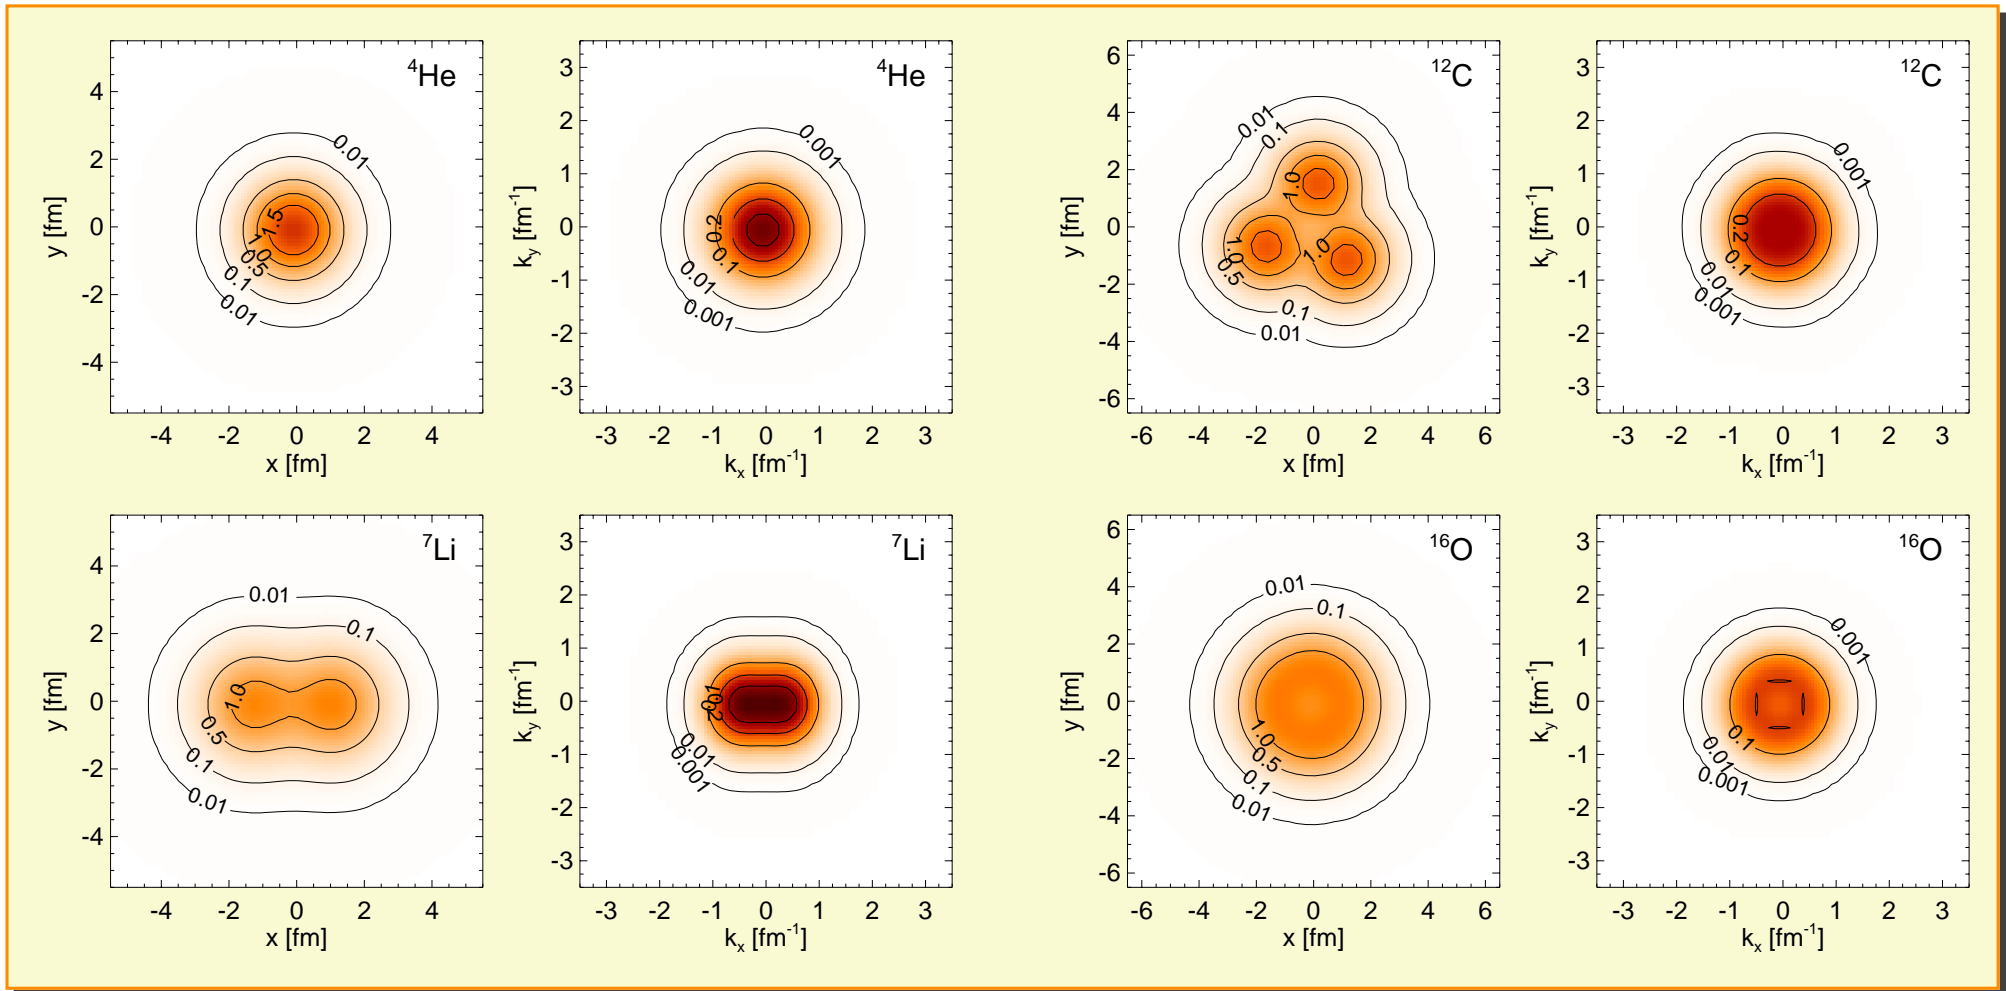 ⁴He
0.01
1.5
1.0
0.5
0.1
0.01
4
2
0
-2
-4
y [fm]
-4 -2 0 2 4
x [fm]
⁴He
0.001
0.2
0.1
0.01
0.001
3
2
1
0
-1
-2
-3
k_y [fm⁻¹]
-3 -2 -1 0 1 2 3
k_x [fm⁻¹]
¹²C
0.01
0.1
1.0
1.0
1.0
0.5
0.1
0.01
6
4
2
0
-2
-4
-6
y [fm]
-6 -4 -2 0 2 4 6
x [fm]
¹²C
0.001
0.2
0.1
0.01
0.001
3
2
1
0
-1
-2
-3
k_y [fm⁻¹]
-3 -2 -1 0 1 2 3
k_x [fm⁻¹]
⁷Li
0.01
0.1
1.0
0.5
0.1
0.01
4
2
0
-2
-4
y [fm]
-4 -2 0 2 4
x [fm]
⁷Li
0.01
0.001
3
2
1
0
-1
-2
-3
k_y [fm⁻¹]
-3 -2 -1 0 1 2 3
k_x [fm⁻¹]
¹⁶O
0.01
0.1
1.0
0.5
0.1
0.01
6
4
2
0
-2
-4
-6
y [fm]
-6 -4 -2 0 2 4 6
x [fm]
¹⁶O
0.001
0.1
0.01
0.001
3
2
1
0
-1
-2
-3
k_y [fm⁻¹]
-3 -2 -1 0 1 2 3
k_x [fm⁻¹]